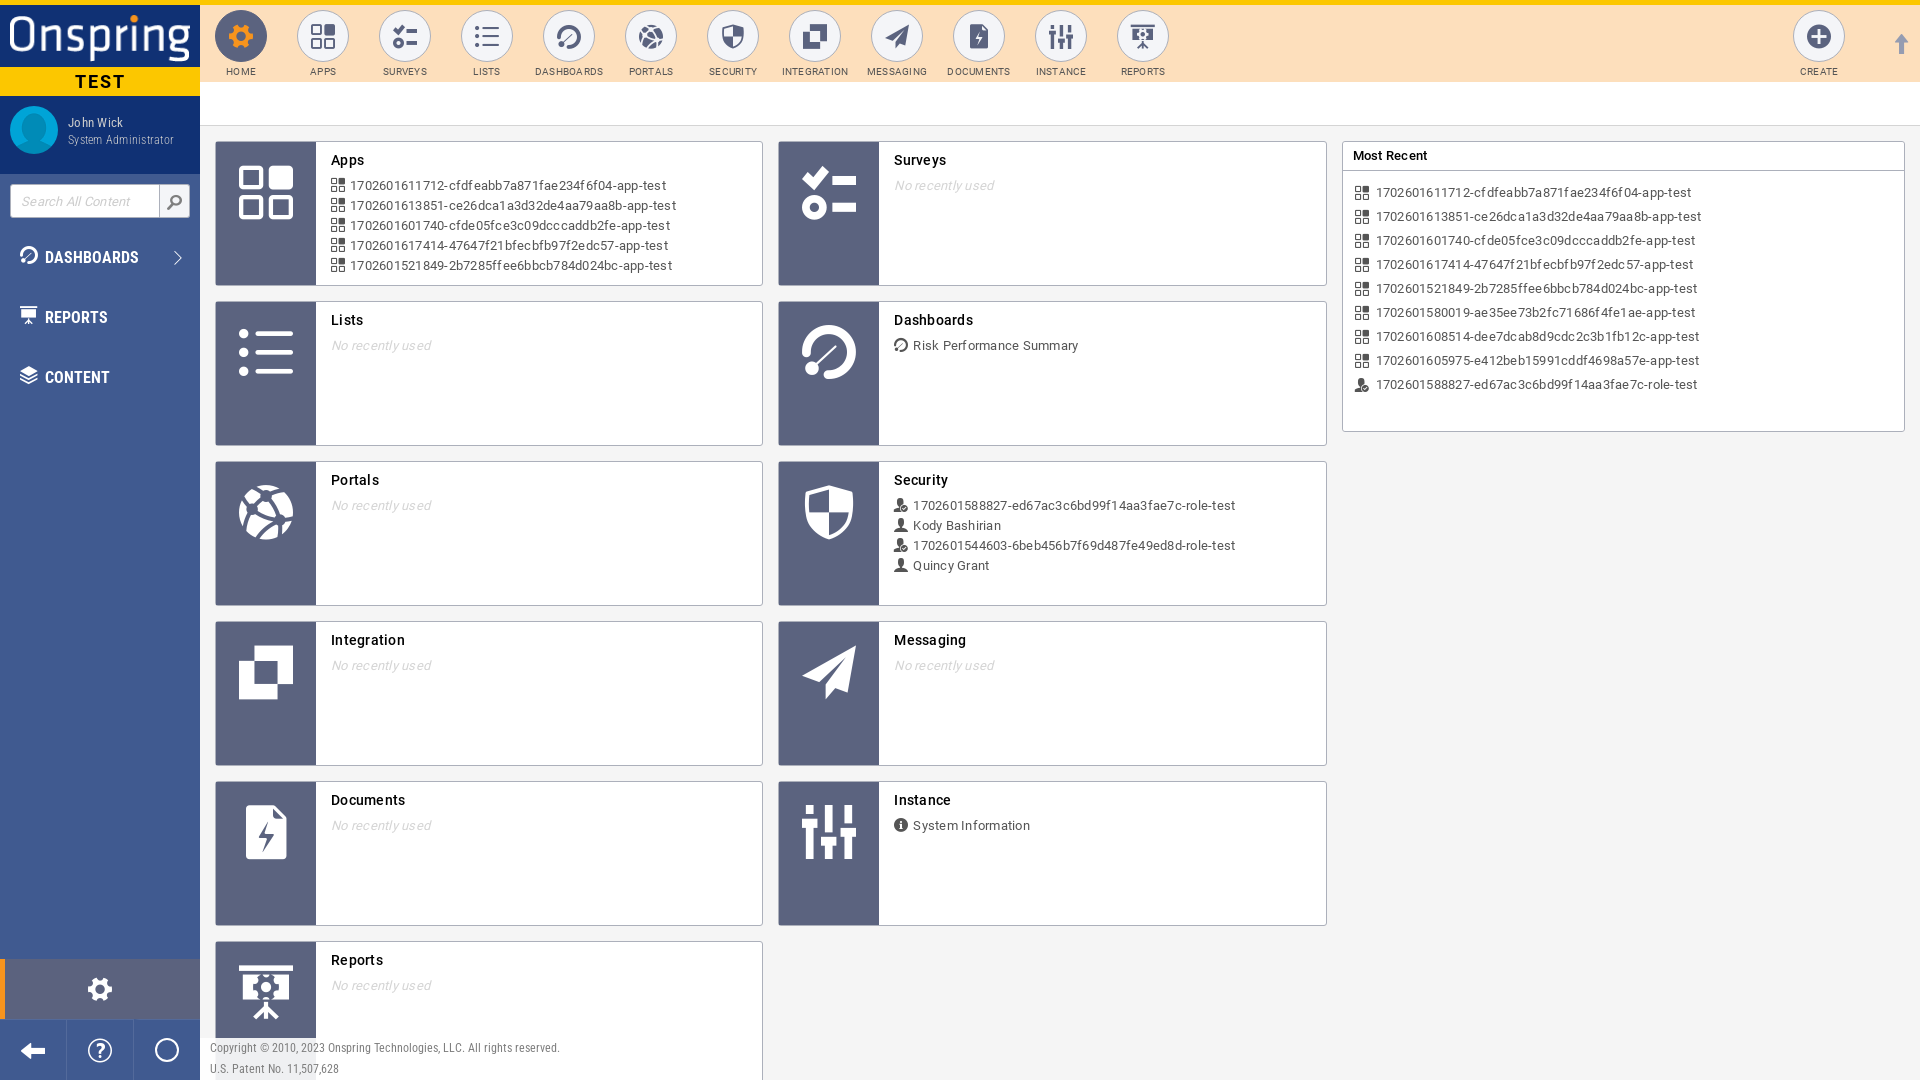 Onspring
TEST
John Wick
System Administrator
Search All Content
DASHBOARDS
REPORTS
CONTENT
HOME
APPS
SURVEYS
LISTS
DASHBOARDS
PORTALS
SECURITY
INTEGRATION
MESSAGING
DOCUMENTS
INSTANCE
REPORTS
CREATE
Apps
1702601611712-cfdfeabb7a871fae234f6f04-app-test
1702601613851-ce26dca1a3d32de4aa79aa8b-app-test
1702601601740-cfde05fce3c09dcccaddb2fe-app-test
1702601617414-47647f21bfecbfb97f2edc57-app-test
1702601521849-2b7285ffee6bbcb784d024bc-app-test
Surveys
No recently used
Lists
No recently used
Dashboards
Risk Performance Summary
Portals
No recently used
Security
1702601588827-ed67ac3c6bd99f14aa3fae7c-role-test
Kody Bashirian
1702601544603-6beb456b7f69d487fe49ed8d-role-test
Quincy Grant
Integration
No recently used
Messaging
No recently used
Documents
No recently used
Instance
System Information
Reports
No recently used
Most Recent
1702601611712-cfdfeabb7a871fae234f6f04-app-test
1702601613851-ce26dca1a3d32de4aa79aa8b-app-test
1702601601740-cfde05fce3c09dcccaddb2fe-app-test
1702601617414-47647f21bfecbfb97f2edc57-app-test
1702601521849-2b7285ffee6bbcb784d024bc-app-test
1702601580019-ae35ee73b2fc71686f4fe1ae-app-test
1702601608514-dee7dcab8d9cdc2c3b1fb12c-app-test
1702601605975-e412beb15991cddf4698a57e-app-test
1702601588827-ed67ac3c6bd99f14aa3fae7c-role-test
Copyright © 2010, 2023 Onspring Technologies, LLC. All rights reserved.
U.S. Patent No. 11,507,628